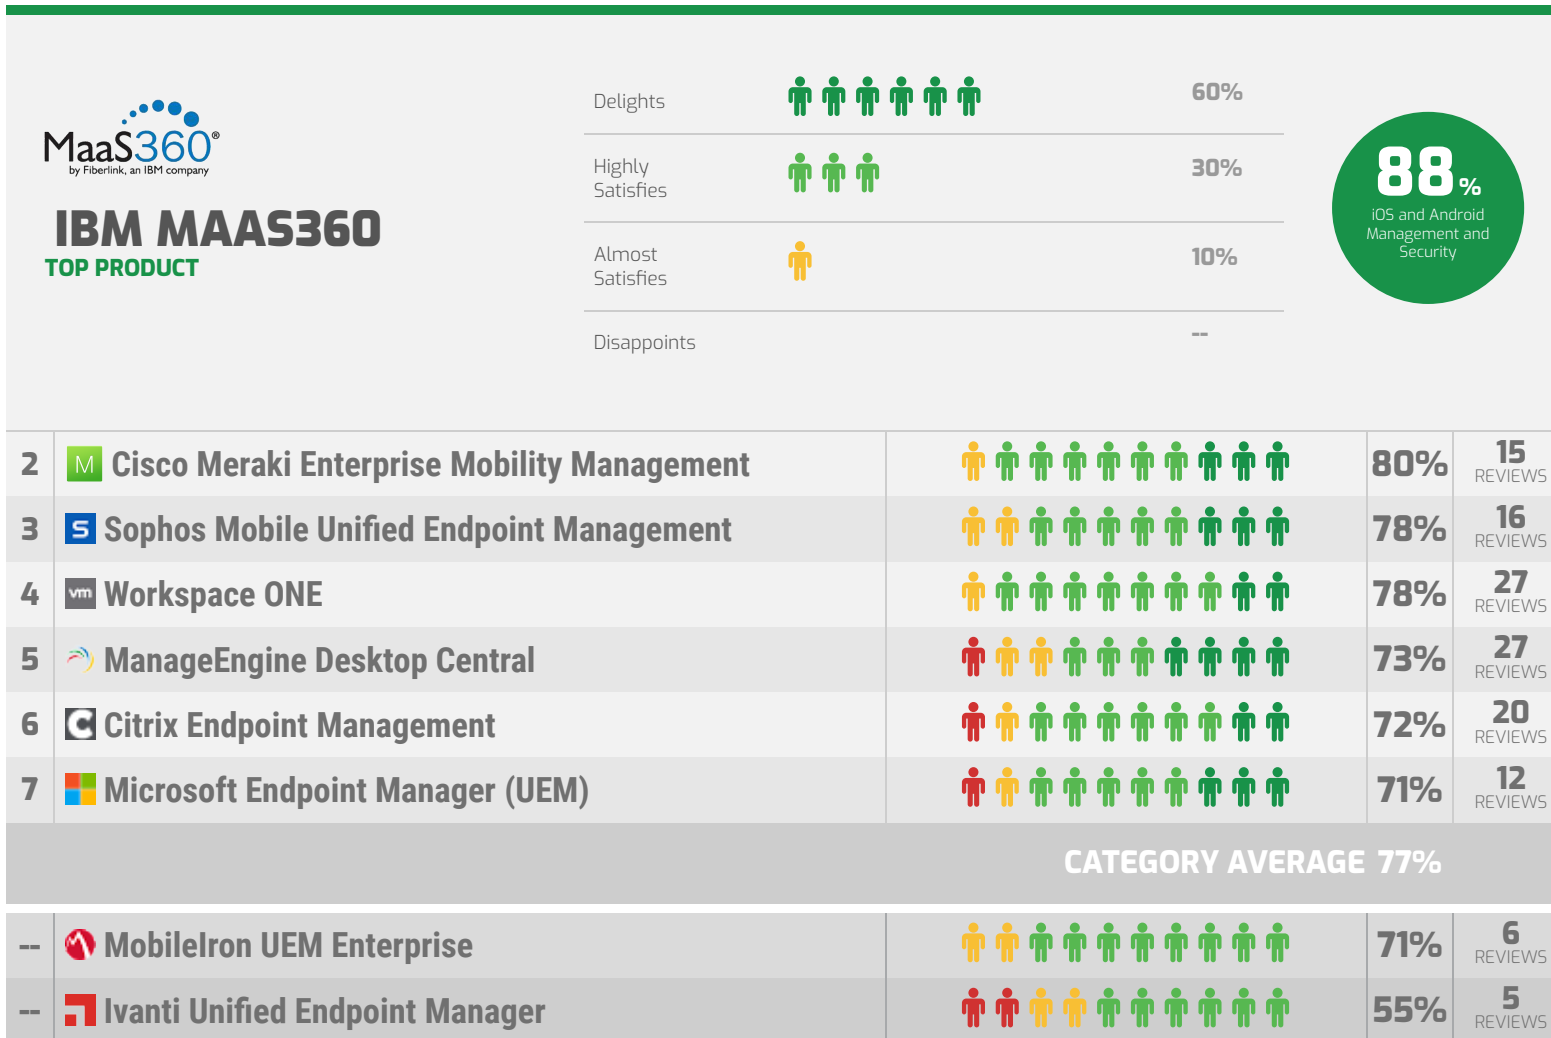 MaaS360®
by Fiberlink, an IBM company
IBM MAAS360
TOP PRODUCT
Delights
60%
Highly
Satisfies
30%
Almost
Satisfies
10%
Disappoints
--
88%
iOS and Android
Management and
Security
2 M Cisco Meraki Enterprise Mobility Management 80% 15 REVIEWS
3 S Sophos Mobile Unified Endpoint Management 78% 16 REVIEWS
4 vm Workspace ONE 78% 27 REVIEWS
5 ManageEngine Desktop Central 73% 27 REVIEWS
6 C Citrix Endpoint Management 72% 20 REVIEWS
7 Microsoft Endpoint Manager (UEM) 71% 12 REVIEWS
CATEGORY AVERAGE 77%
-- MobileIron UEM Enterprise 71% 6 REVIEWS
-- Ivanti Unified Endpoint Manager 55% 5 REVIEWS